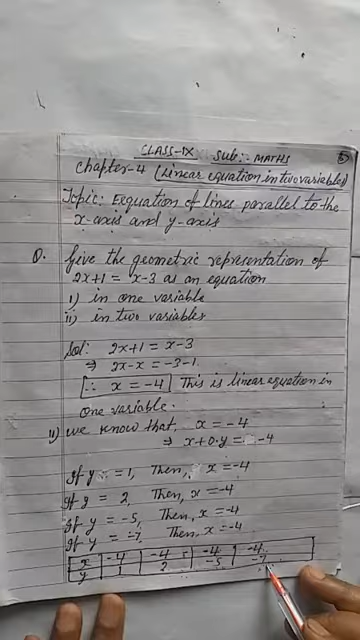 CLASS-IX Sub:- MATHS
Chapter-4 (Linear equation in two variables)
Topic: Equation of lines parallel to the
x-axis and y-axis
Q. Give the geometric representation of
2x+1 = x-3 as an equation
i) in one variable
ii) in two variables
Sol: 2x+1 = x-3
⇒ 2x-x = -3-1
[∴ x = -4] This is linear equation in
one variable.
ii) we know that, x = -4
⇒ x+0.y = -4
If y = 1, Then, x = -4
If y = 2, Then, x = -4
If y = -5, Then, x = -4
If y = -7, Then, x = -4
x -4 -4 -4 -4
y 1 2 -5 -7